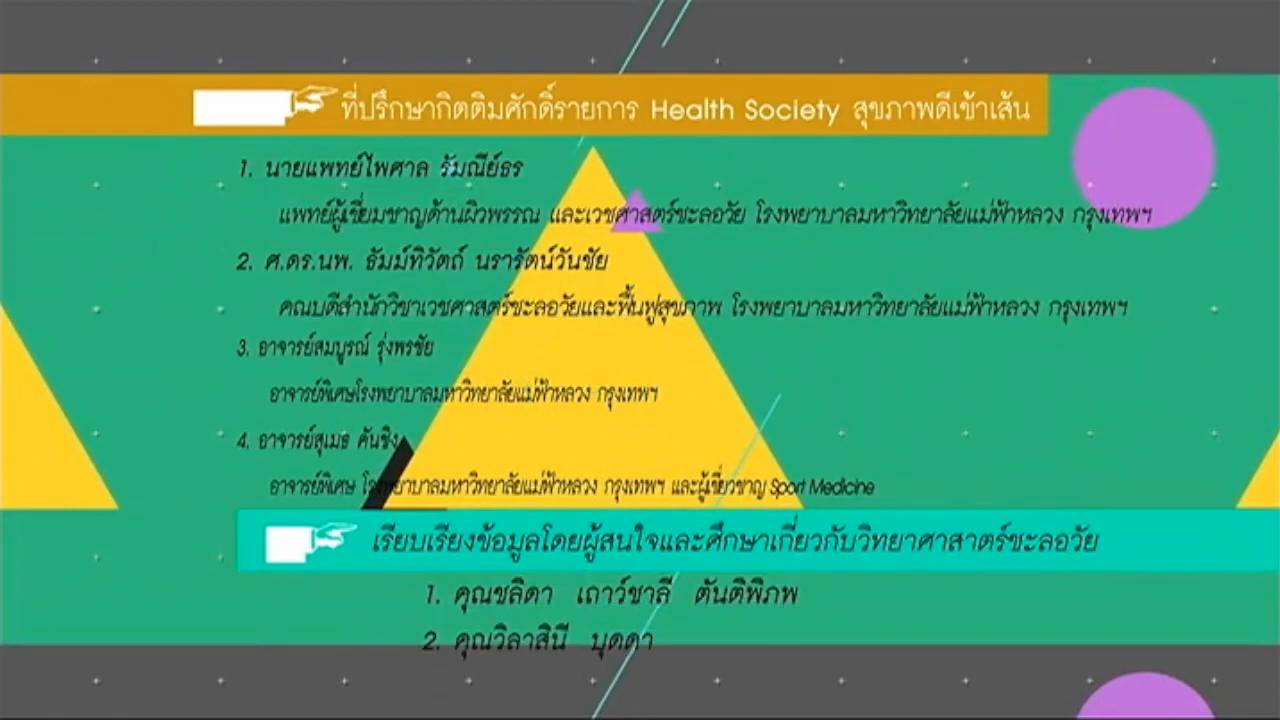 ที่ปรึกษากิตติมศักดิ์รายการ Health Society สุขภาพดีเข้าเส้น
1. นายแพทย์ไพศาล รัมณีย์ธร
แพทย์ผู้เชี่ยมชาญด้านผิวพรรณ และเวชศาสตร์ชะลอวัย โรงพยาบาลมหาวิทยาลัยแม่ฟ้าหลวง กรุงเทพฯ
2. ศ.ดร.นพ. ธัมม์ทิวัตถ์ นรารัตน์วันชัย
คณบดีสำนักวิชาเวชศาสตร์ชะลอวัยและฟื้นฟูสุขภาพ โรงพยาบาลมหาวิทยาลัยแม่ฟ้าหลวง กรุงเทพฯ
3. อาจารย์สมบูรณ์ รุ่งพรชัย
อาจารย์พิเศษโรงพยาบาลมหาวิทยาลัยแม่ฟ้าหลวง กรุงเทพฯ
4. อาจารย์สุเมธ คันชิง
อาจารย์พิเศษ โรงพยาบาลมหาวิทยาลัยแม่ฟ้าหลวง กรุงเทพฯ และผู้เชี่ยวชาญ Sport Medicine
เรียบเรียงข้อมูลโดยผู้สนใจและศึกษาเกี่ยวกับวิทยาศาสาตร์ชะลอวัย
1. คุณชลิดา เถาว์ชาลี ตันติพิภพ
2. คุณวิลาสินี บุดดา